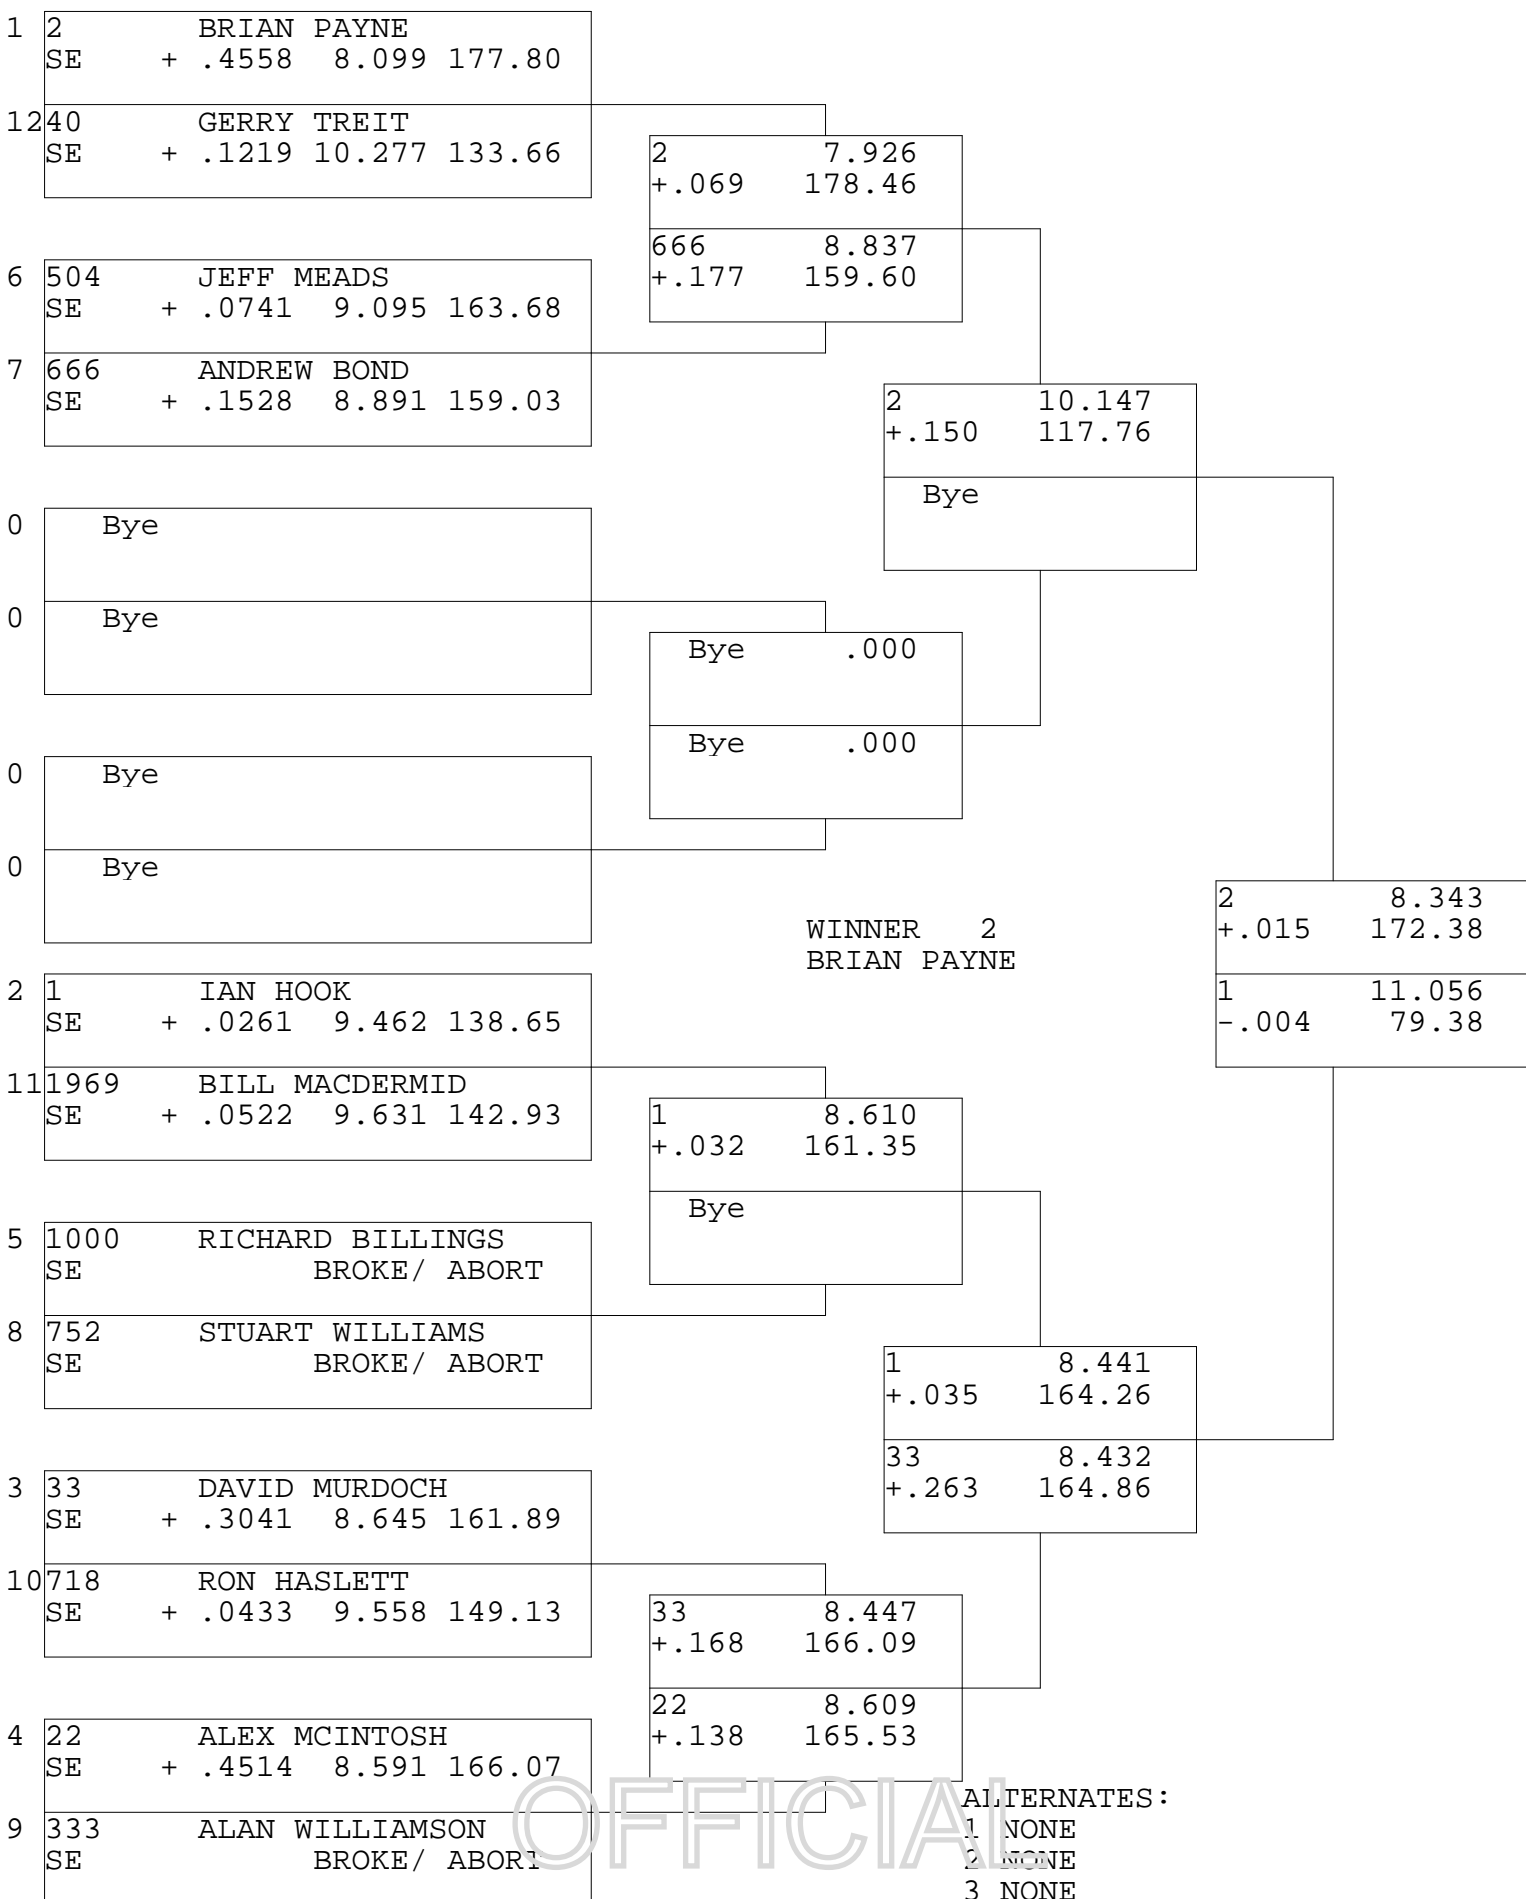 1 2 BRIAN PAYNE
SE + .4558 8.099 177.80
12 40 GERRY TREIT
SE + .1219 10.277 133.66
6 504 JEFF MEADS
SE + .0741 9.095 163.68
7 666 ANDREW BOND
SE + .1528 8.891 159.03
0 Bye
0 Bye
0 Bye
0 Bye
2 1 IAN HOOK
SE + .0261 9.462 138.65
11 1969 BILL MACDERMID
SE + .0522 9.631 142.93
5 1000 RICHARD BILLINGS
SE BROKE/ ABORT
8 752 STUART WILLIAMS
SE BROKE/ ABORT
3 33 DAVID MURDOCH
SE + .3041 8.645 161.89
10 718 RON HASLETT
SE + .0433 9.558 149.13
4 22 ALEX MCINTOSH
SE + .4514 8.591 166.07
9 333 ALAN WILLIAMSON
SE BROKE/ ABORT
2 7.926
+.069 178.46
666 8.837
+.177 159.60
Bye .000
Bye .000
1 8.610
+.032 161.35
Bye
33 8.447
+.168 166.09
22 8.609
+.138 165.53
2 10.147
+.150 117.76
Bye
1 8.441
+.035 164.26
33 8.432
+.263 164.86
2 8.343
+.015 172.38
1 11.056
-.004 79.38
WINNER 2
BRIAN PAYNE
OFFICIAL
ALTERNATES:
1 NONE
2 NONE
3 NONE